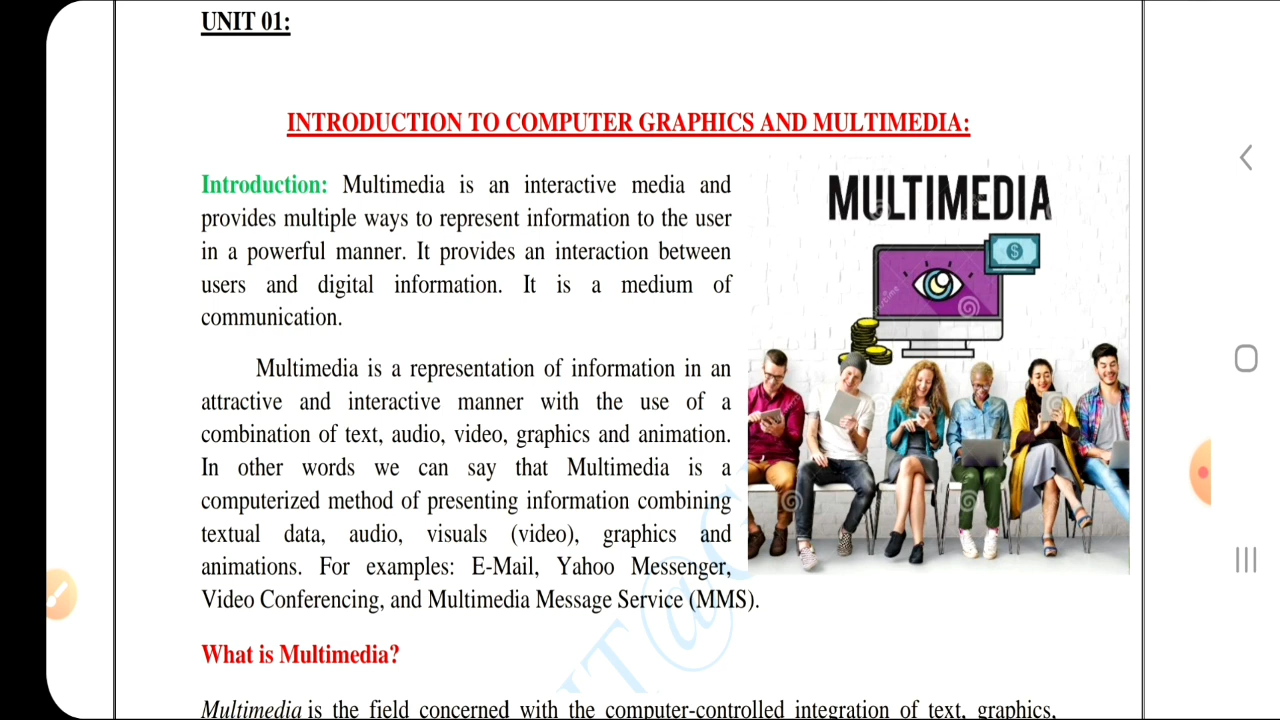 UNIT 01:
INTRODUCTION TO COMPUTER GRAPHICS AND MULTIMEDIA:
Introduction: Multimedia is an interactive media and
provides multiple ways to represent information to the user
in a powerful manner. It provides an interaction between
users and digital information. It is a medium of
communication.
MULTIMEDIA
$
Multimedia is a representation of information in an
attractive and interactive manner with the use of a
combination of text, audio, video, graphics and animation.
In other words we can say that Multimedia is a
computerized method of presenting information combining
textual data, audio, visuals (video), graphics and
animations. For examples: E-Mail, Yahoo Messenger,
Video Conferencing, and Multimedia Message Service (MMS).
What is Multimedia?
Multimedia is the field concerned with the computer-controlled integration of text, graphics,